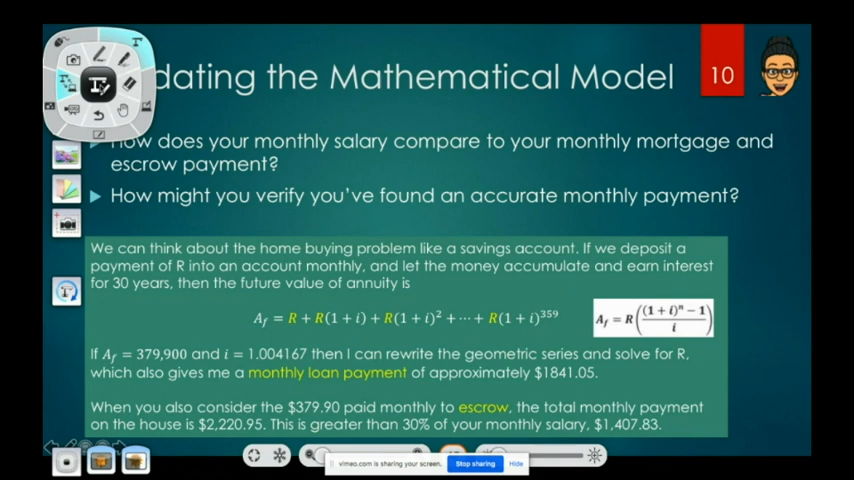 dating the Mathematical Model
10
How does your monthly salary compare to your monthly mortgage and
escrow payment?
How might you verify you've found an accurate monthly payment?
We can think about the home buying problem like a savings account. If we deposit a
payment of R into an account monthly, and let the money accumulate and earn interest
for 30 years, then the future value of annuity is
A_f = R + R(1 + i) + R(1 + i)^2 + ⋯ + R(1 + i)^359
A_f = R(((1 + i)^n − 1)/i)
If A_f = 379,900 and i = 1.004167 then I can rewrite the geometric series and solve for R,
which also gives me a monthly loan payment of approximately $1841.05.
When you also consider the $379.90 paid monthly to escrow, the total monthly payment
on the house is $2,220.95. This is greater than 30% of your monthly salary, $1,407.83.
vimeo.com is sharing your screen.
Stop sharing
Hide